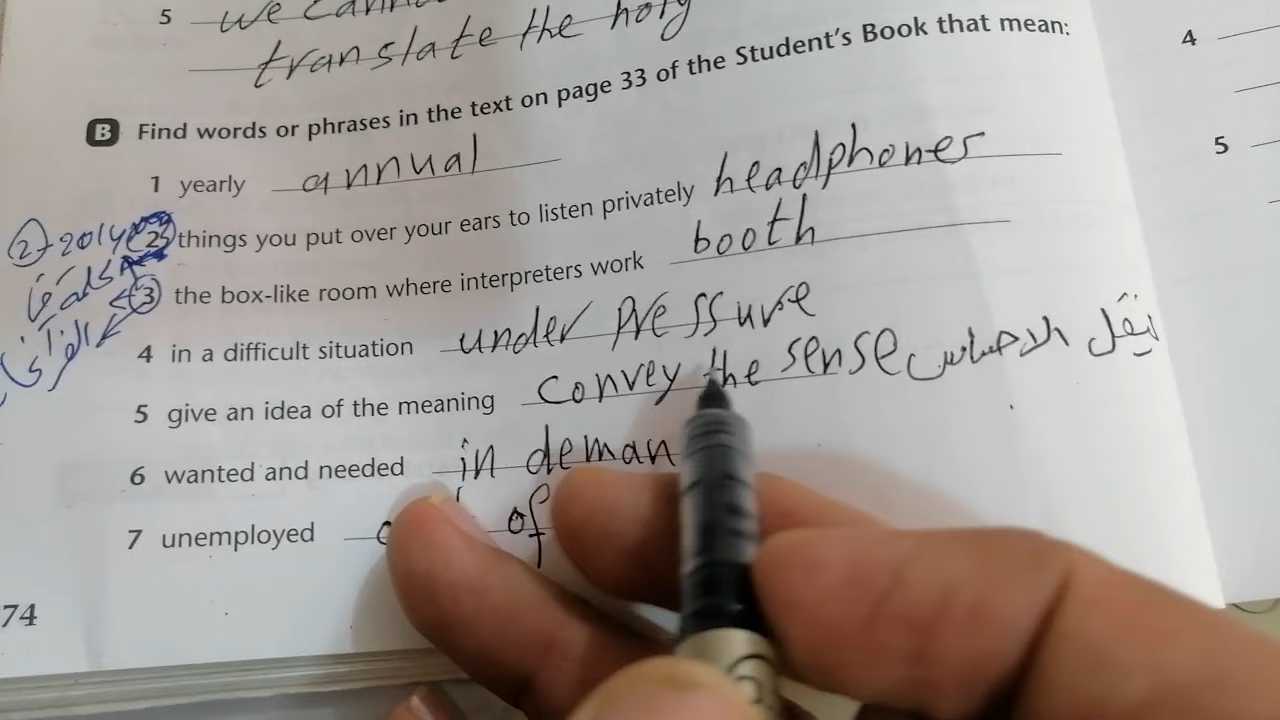 5 we
translate the holy
B Find words or phrases in the text on page 33 of the Student's Book that mean:
1 yearly annual
2 things you put over your ears to listen privately headphones
3 the box-like room where interpreters work booth
4 in a difficult situation under pressure
5 give an idea of the meaning convey the sense ينقل الاحساس
6 wanted and needed in deman
7 unemployed of
74
4
5